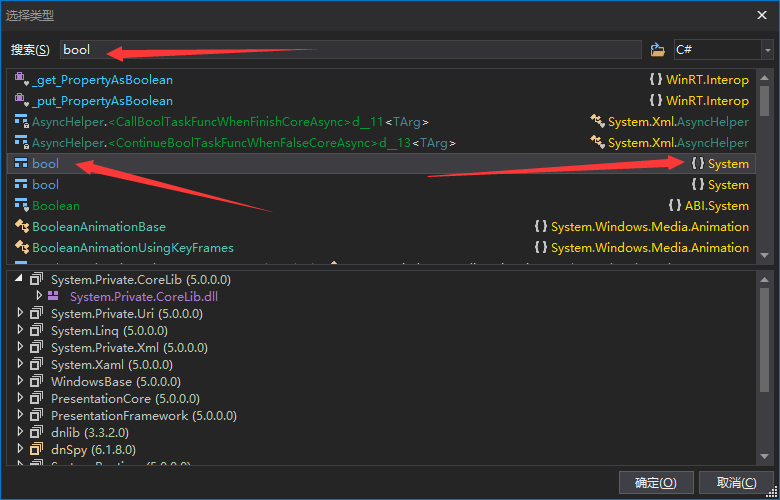 选择类型
搜索(S) bool C#
_get_PropertyAsBoolean { } WinRT.Interop
_put_PropertyAsBoolean { } WinRT.Interop
AsyncHelper.<CallBoolTaskFuncWhenFinishCoreAsync>d__11<TArg> System.Xml.AsyncHelper
AsyncHelper.<ContinueBoolTaskFuncWhenFalseCoreAsync>d__13<TArg> System.Xml.AsyncHelper
bool { } System
bool { } System
Boolean { } ABI.System
BooleanAnimationBase { } System.Windows.Media.Animation
BooleanAnimationUsingKeyFrames { } System.Windows.Media.Animation
System.Private.CoreLib (5.0.0.0)
System.Private.CoreLib.dll
System.Private.Uri (5.0.0.0)
System.Linq (5.0.0.0)
System.Private.Xml (5.0.0.0)
System.Xaml (5.0.0.0)
WindowsBase (5.0.0.0)
PresentationCore (5.0.0.0)
PresentationFramework (5.0.0.0)
dnlib (3.3.2.0)
dnSpy (6.1.8.0)
确定(O) 取消(C)